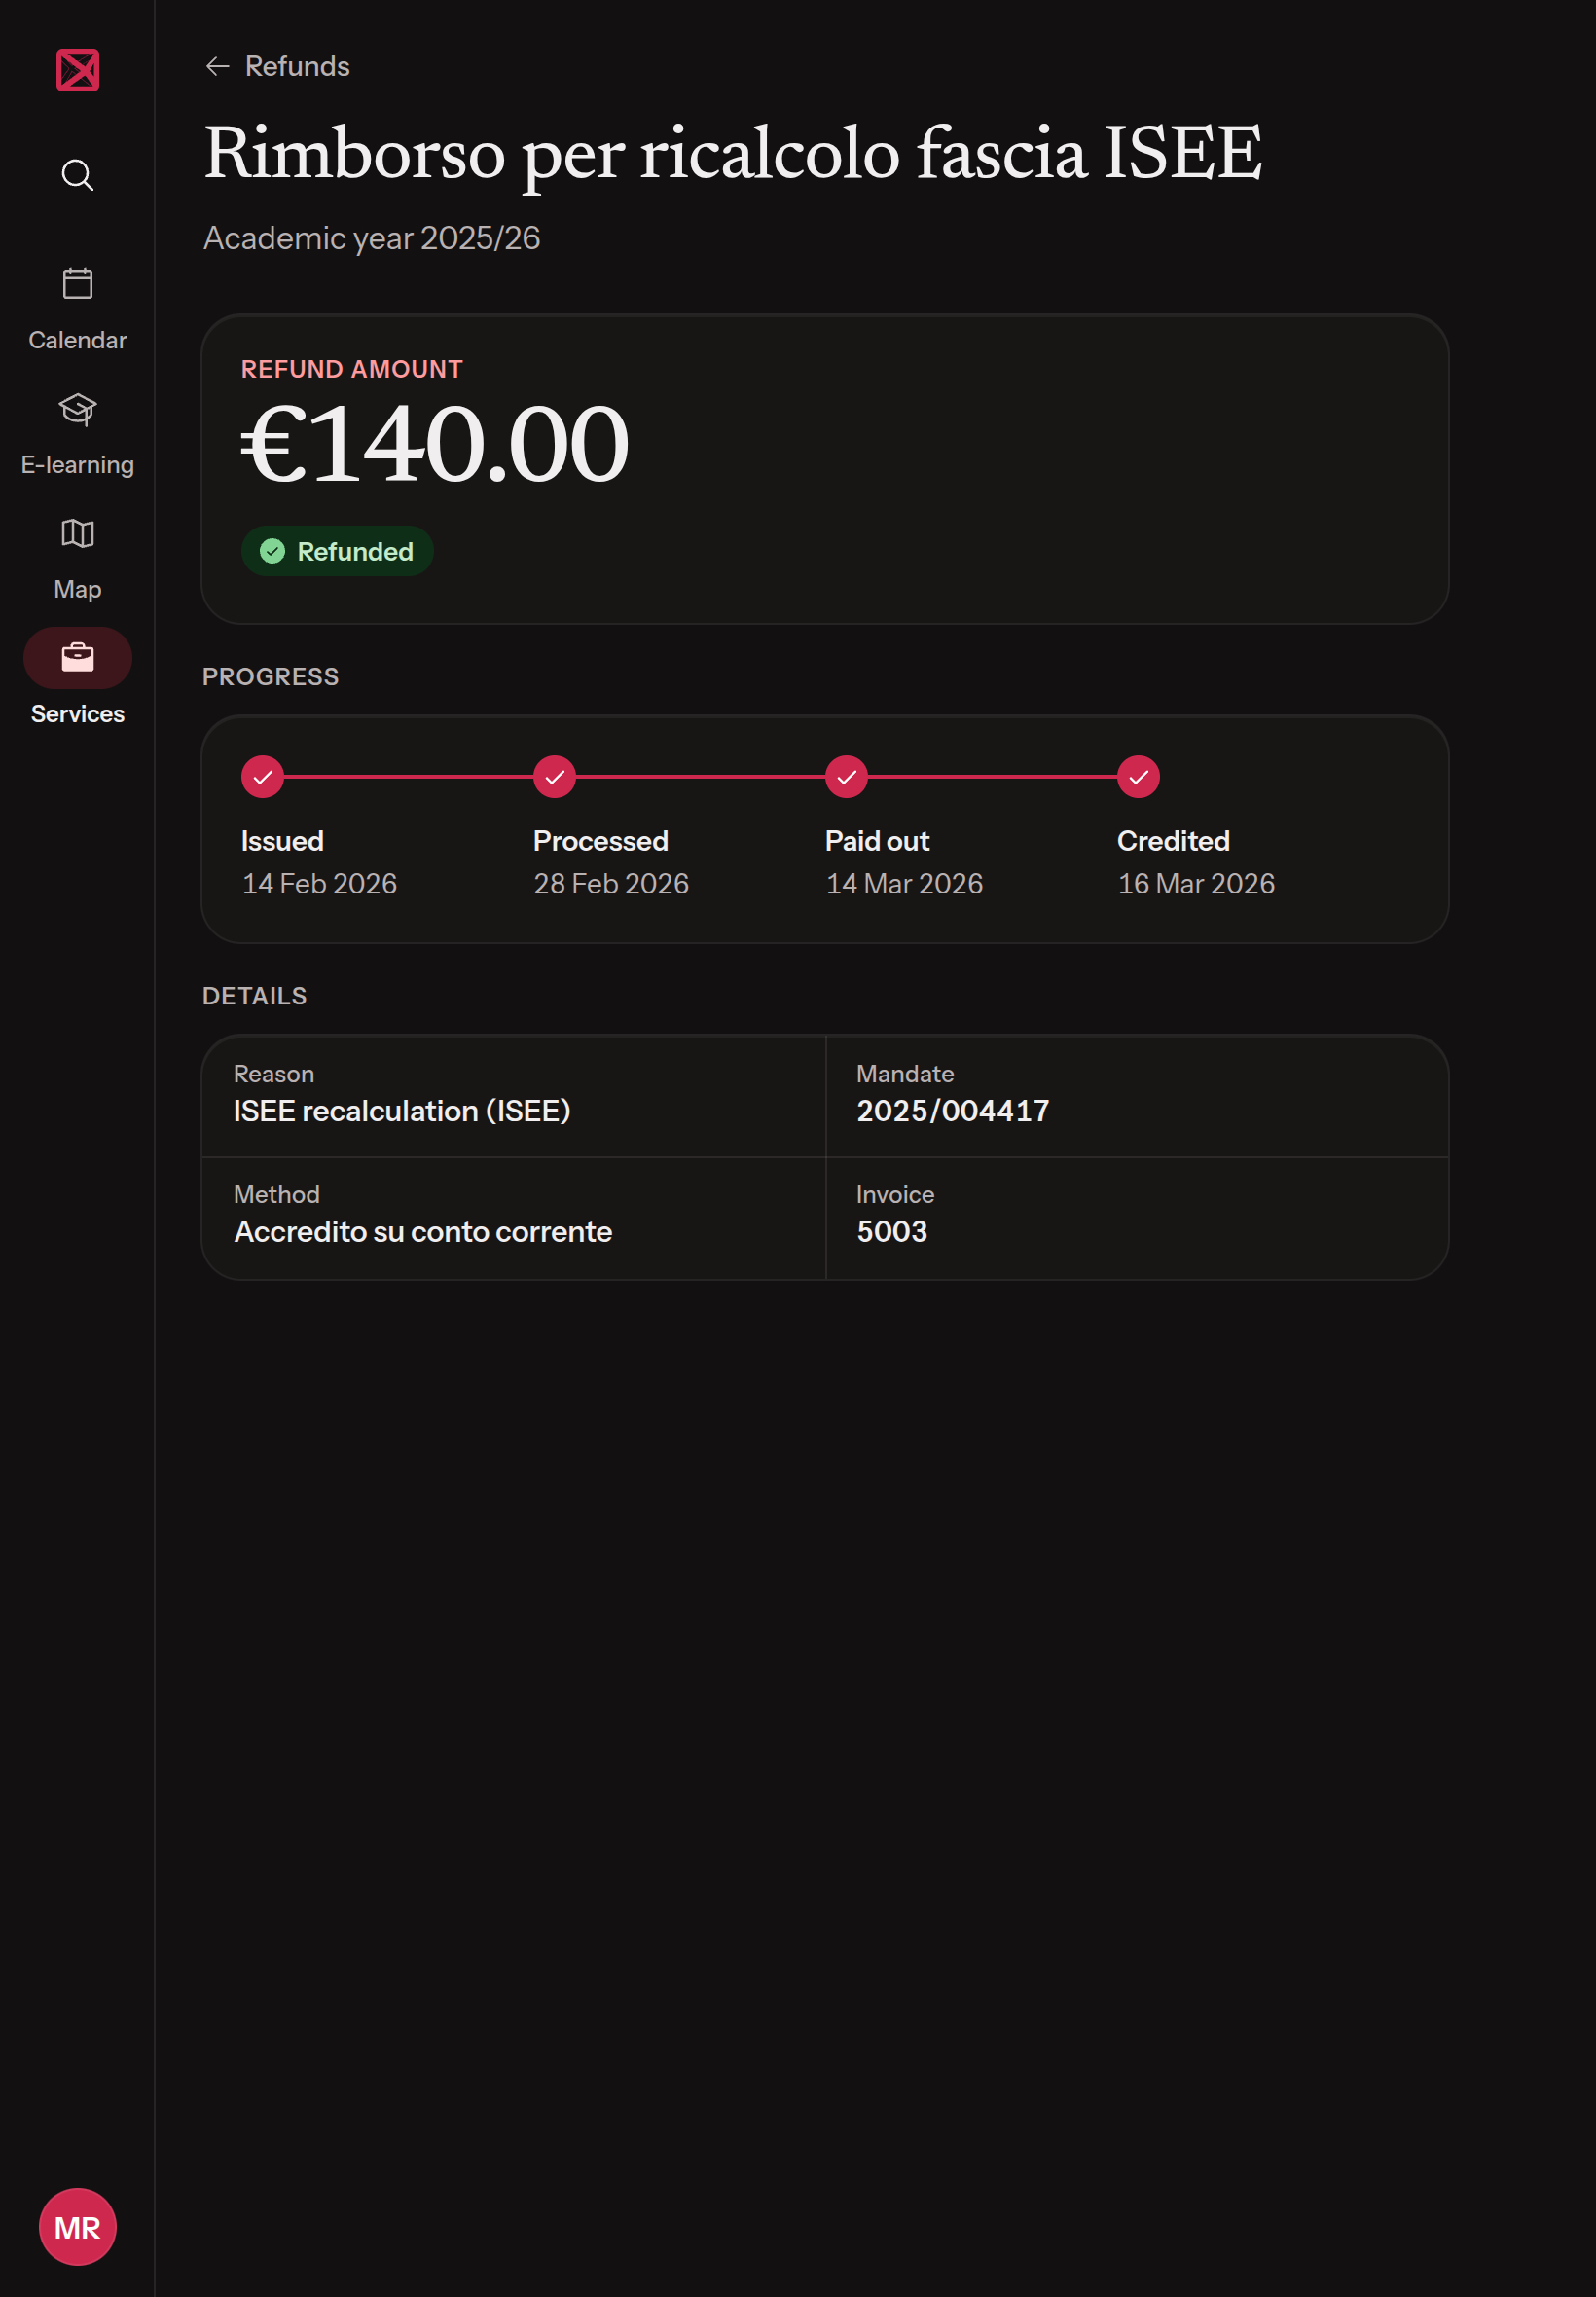 Refunds
Rimborso per ricalcolo fascia ISEE
Academic year 2025/26
Calendar
E-learning
Map
Services
REFUND AMOUNT
€140.00
Refunded
PROGRESS
Issued
14 Feb 2026
Processed
28 Feb 2026
Paid out
14 Mar 2026
Credited
16 Mar 2026
DETAILS
Reason
ISEE recalculation (ISEE)
Mandate
2025/004417
Method
Accredito su conto corrente
Invoice
5003
MR